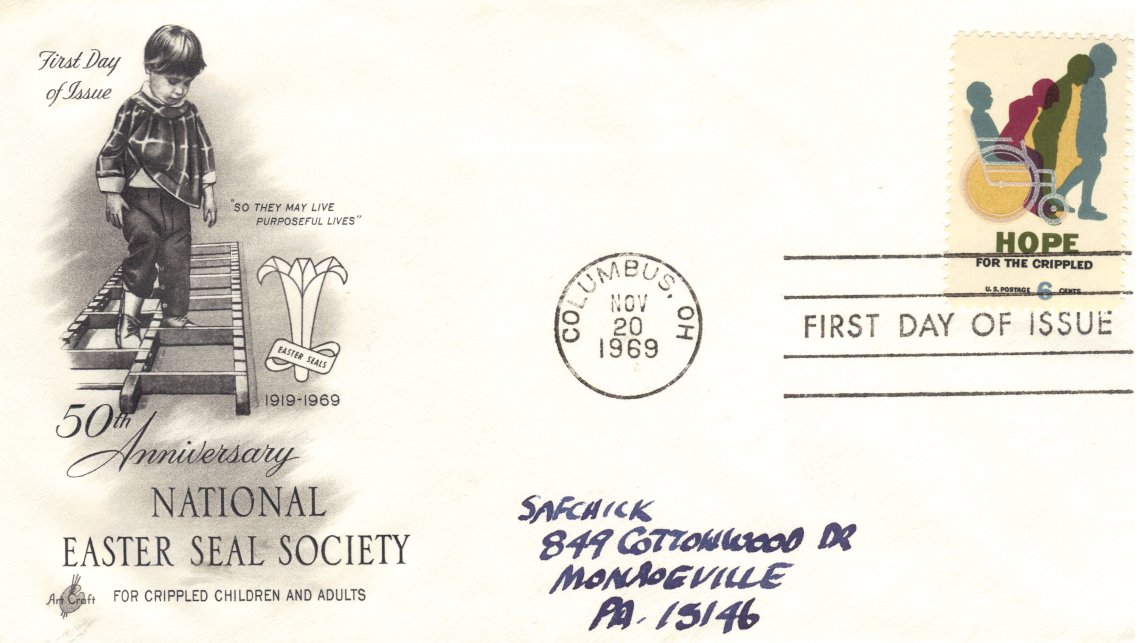 First Day
of Issue
"SO THEY MAY LIVE
PURPOSEFUL LIVES"
EASTER SEALS
1919-1969
50th
Anniversary
NATIONAL
EASTER SEAL SOCIETY
Art Craft FOR CRIPPLED CHILDREN AND ADULTS
COLUMBUS, OH
NOV
20
1969
HOPE
FOR THE CRIPPLED
U.S. POSTAGE 6 CENTS
FIRST DAY OF ISSUE
SAFCHICK
849 COTTONWOOD DR
MONROEVILLE
PA. 15146